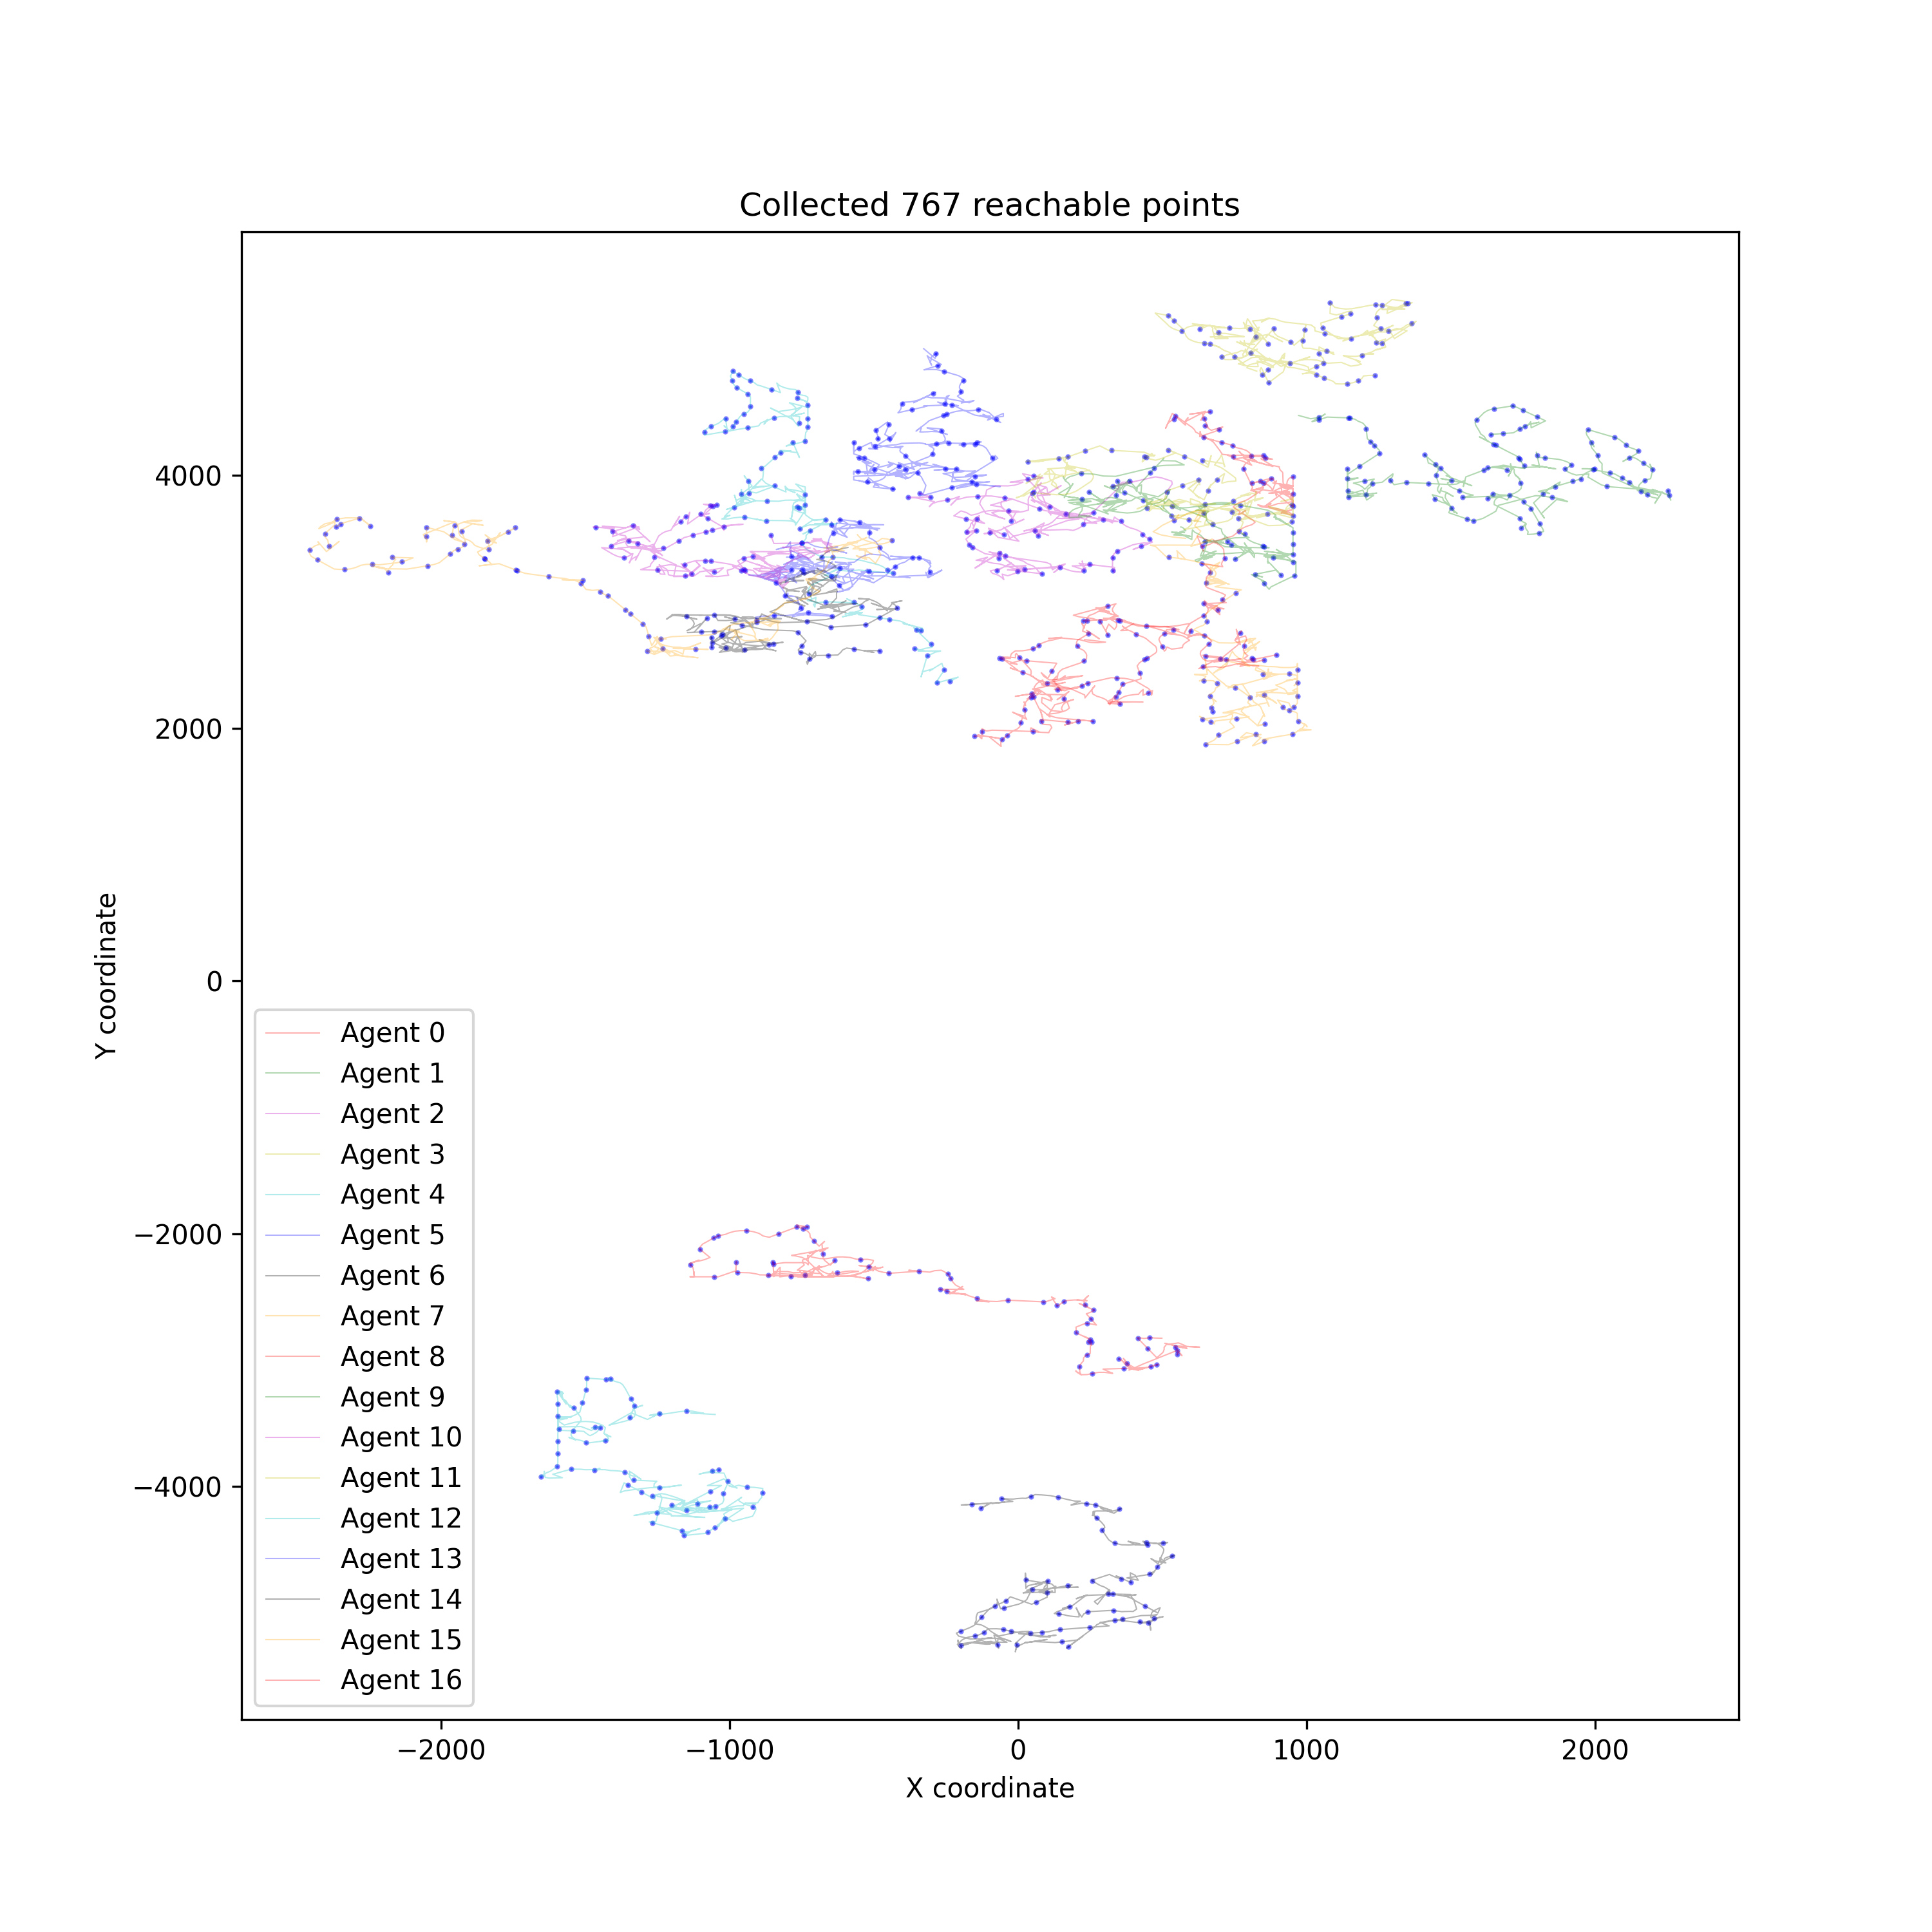 Collected 767 reachable points
Y coordinate
4000
2000
0
−2000
−4000
Agent 0
Agent 1
Agent 2
Agent 3
Agent 4
Agent 5
Agent 6
Agent 7
Agent 8
Agent 9
Agent 10
Agent 11
Agent 12
Agent 13
Agent 14
Agent 15
Agent 16
−2000 −1000 0 1000 2000
X coordinate